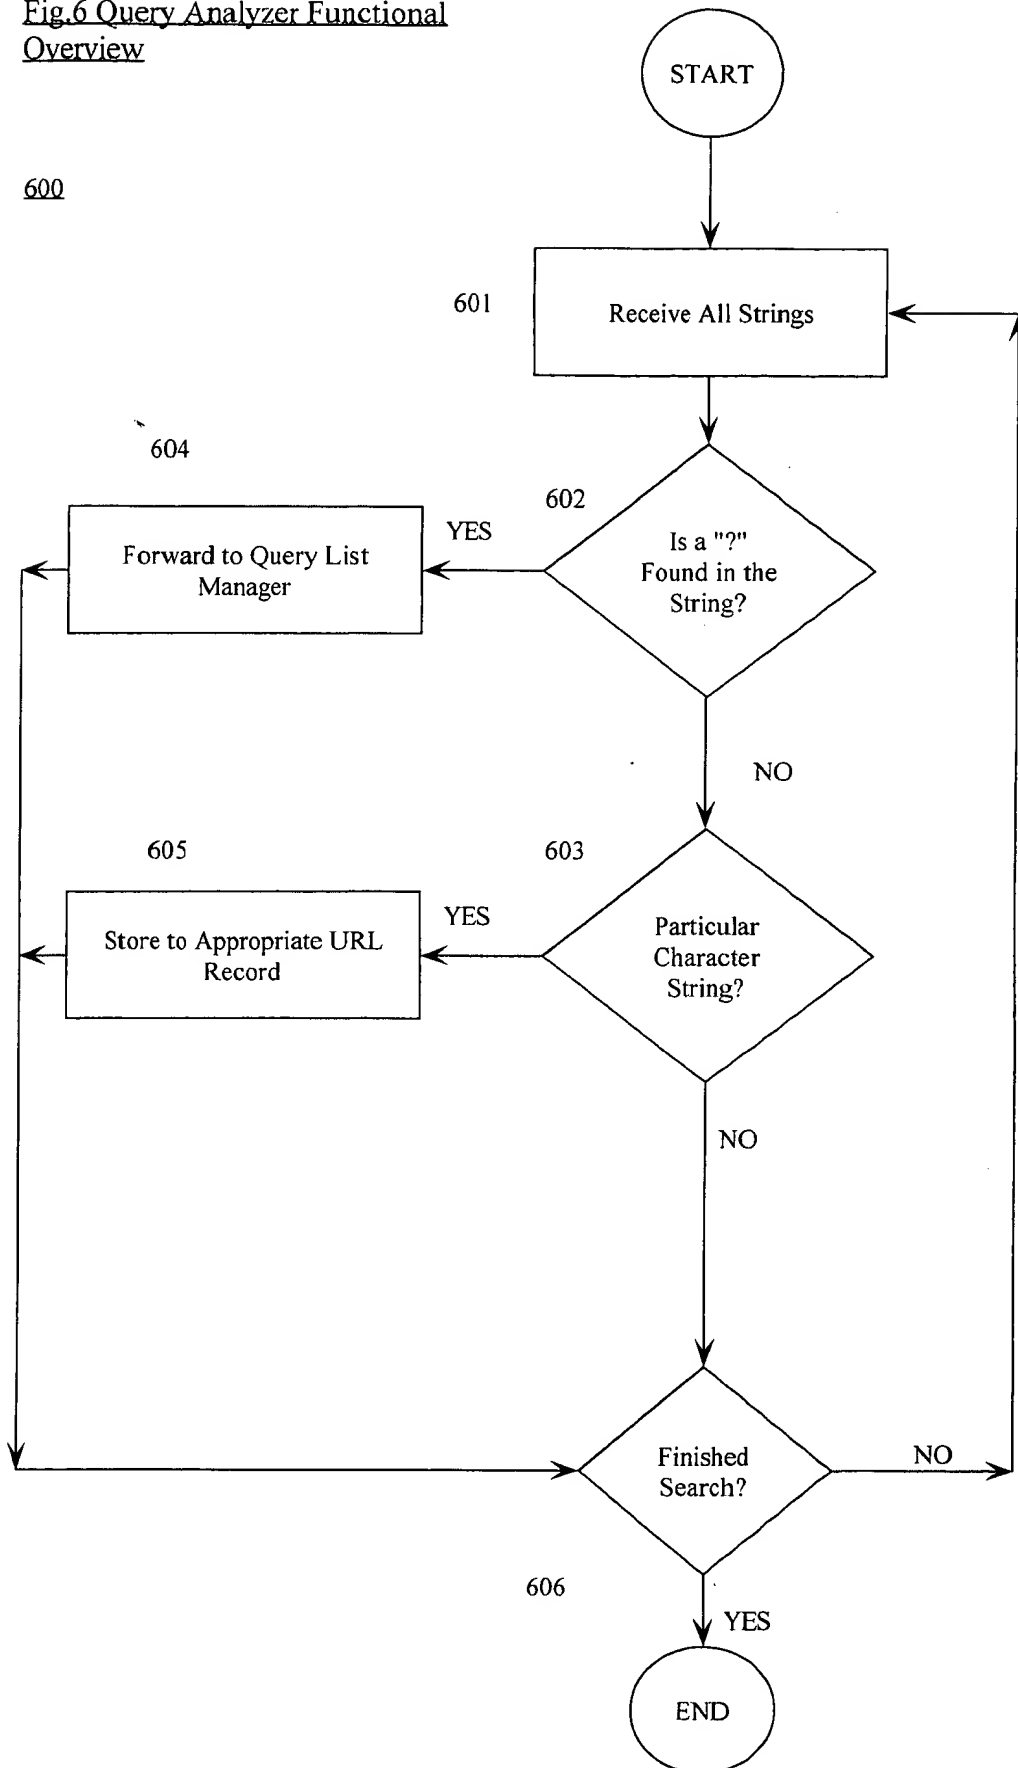 Fig.6 Query Analyzer Functional
Overview
START
600
601
Receive All Strings
604
602
YES
Forward to Query List
Manager
Is a "?"
Found in the
String?
NO
605
603
YES
Store to Appropriate URL
Record
Particular
Character
String?
NO
Finished
Search?
NO
606
YES
END